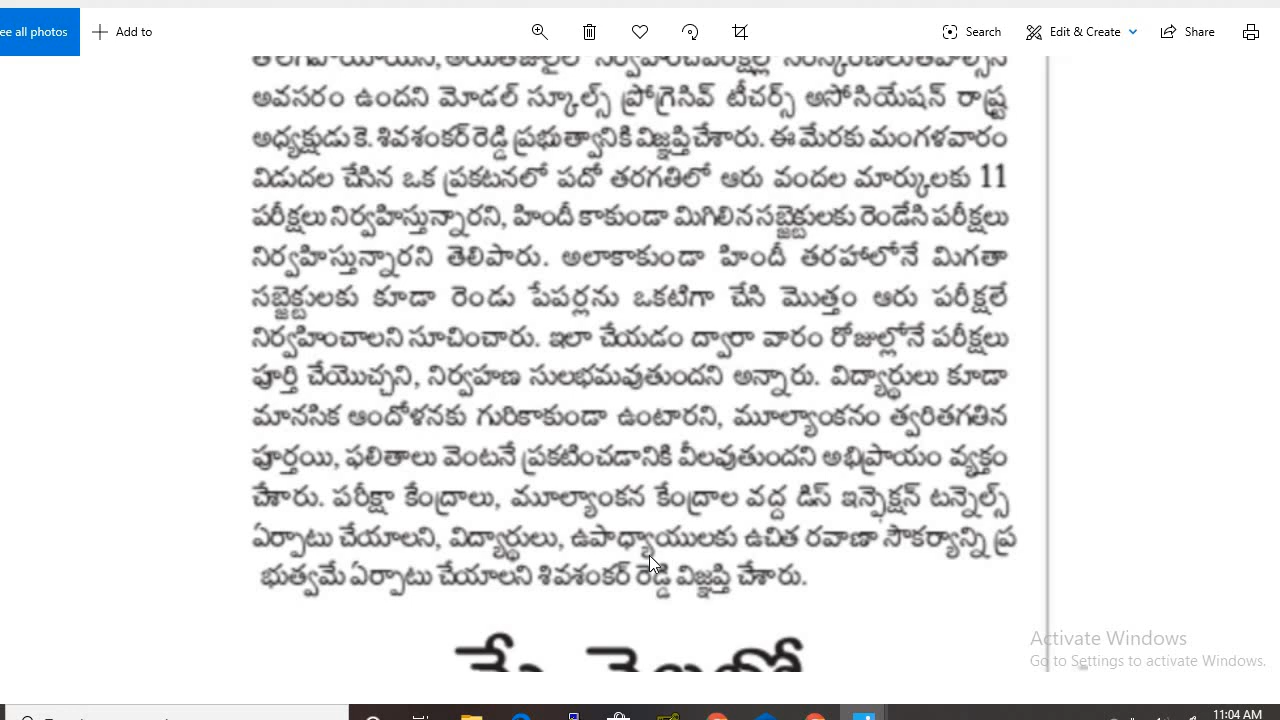 See all photos
Add to
Search
Edit & Create
Share
అవసరం ఉందని మోడల్ స్కూల్స్ ప్రోగ్రెసివ్ టీచర్స్ అసోసియేషన్ రాష్ట్ర
అధ్యక్షుడు కె. శివశంకర్ రెడ్డి ప్రభుత్వానికి విజ్ఞప్తి చేశారు. ఈ మేరకు మంగళవారం
విడుదల చేసిన ఒక ప్రకటనలో పదో తరగతిలో ఆరు వందల మార్కులకు 11
పరీక్షలు నిర్వహిస్తున్నారని, హిందీ కాకుండా మిగిలిన సబ్జెక్టులకు రెండేసి పరీక్షలు
నిర్వహిస్తున్నారని తెలిపారు. అలాకాకుండా హిందీ తరహాలోనే మిగతా
సబ్జెక్టులకు కూడా రెండు పేపర్లను ఒకటిగా చేసి మొత్తం ఆరు పరీక్షలే
నిర్వహించాలని సూచించారు. ఇలా చేయడం ద్వారా వారం రోజుల్లోనే పరీక్షలు
పూర్తి చేయొచ్చని, నిర్వహణ సులభమవుతుందని అన్నారు. విద్యార్థులు కూడా
మానసిక ఆందోళనకు గురికాకుండా ఉంటారని, మూల్యాంకనం త్వరితగతిన
పూర్తయి, ఫలితాలు వెంటనే ప్రకటించడానికి వీలవుతుందని అభిప్రాయం వ్యక్తం
చేశారు. పరీక్షా కేంద్రాలు, మూల్యాంకన కేంద్రాల వద్ద డిస్ ఇన్ఫెక్షన్ టన్నెల్స్
ఏర్పాటు చేయాలని, విద్యార్థులు, ఉపాధ్యాయులకు ఉచిత రవాణా సౌకర్యాన్ని ప్ర
భుత్వమే ఏర్పాటు చేయాలని శివశంకర్ రెడ్డి విజ్ఞప్తి చేశారు.
Activate Windows
Go to Settings to activate Windows.
11:04 AM